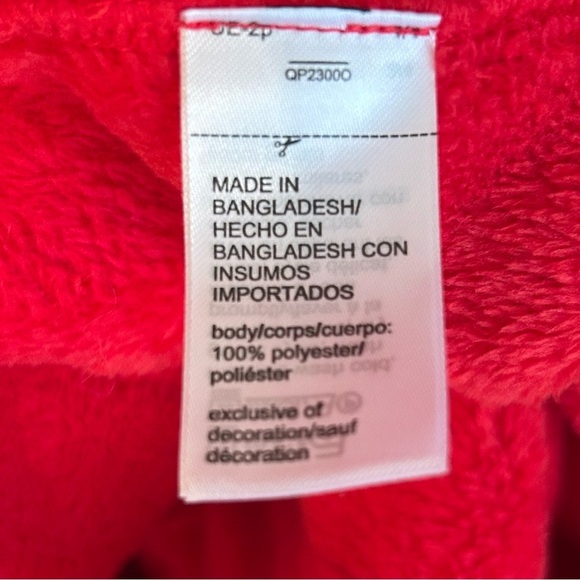 QP2300O
MADE IN
BANGLADESH/
HECHO EN
BANGLADESH CON
INSUMOS
IMPORTADOS
body/corps/cuerpo:
100% polyester/
poliéster
exclusive of
decoration/sauf
décoration